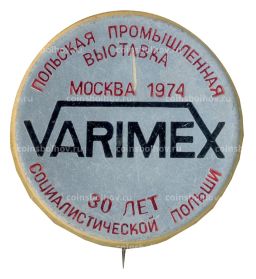 ПОЛЬСКАЯ ПРОМЫШЛЕННАЯ
ВЫСТАВКА
МОСКВА 1974
VARIMEX
30 ЛЕТ
СОЦИАЛИСТИЧЕСКОЙ ПОЛЬШИ